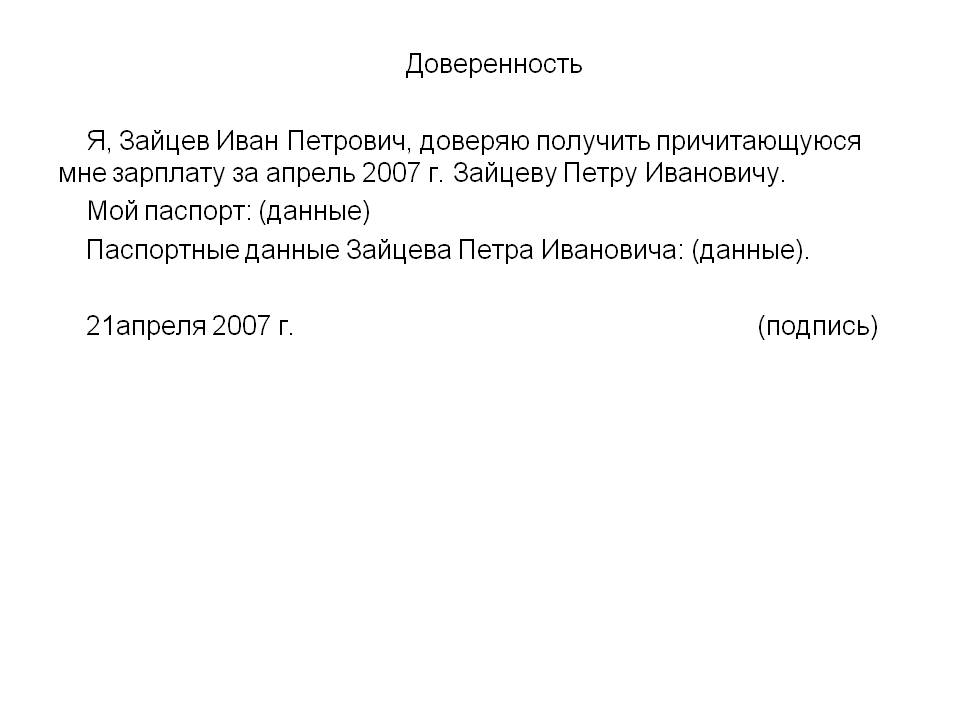 Доверенность
Я, Зайцев Иван Петрович, доверяю получить причитающуюся
мне зарплату за апрель 2007 г. Зайцеву Петру Ивановичу.
Мой паспорт: (данные)
Паспортные данные Зайцева Петра Ивановича: (данные).
21апреля 2007 г. (подпись)